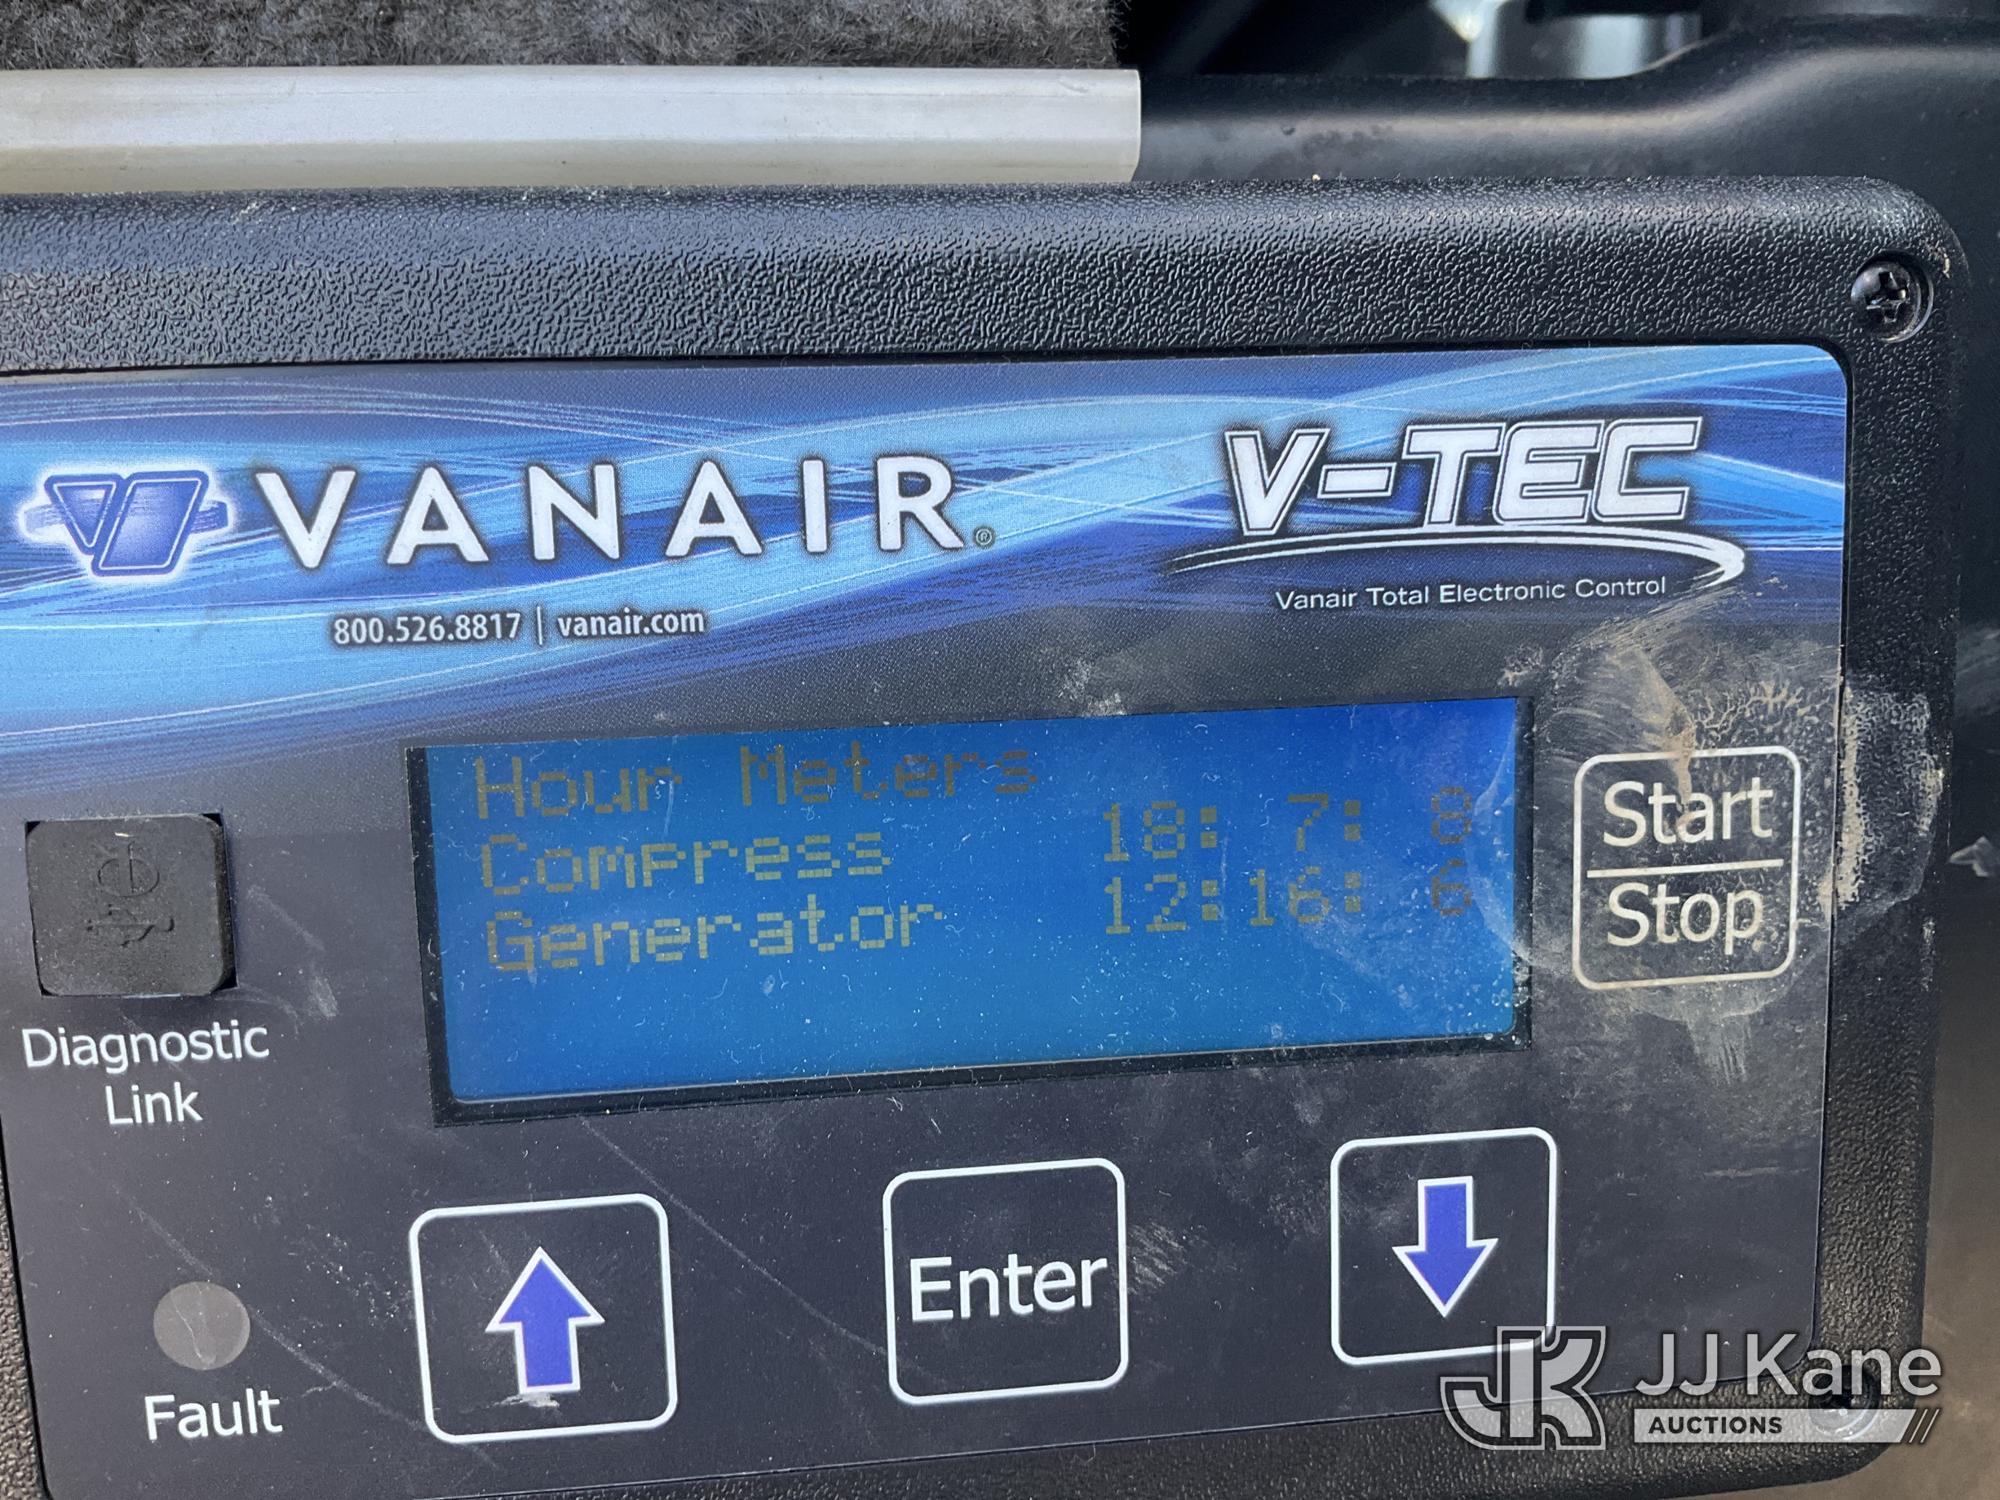 VANAIR®
V-TEC
Vanair Total Electronic Control
800.526.8817 | vanair.com
Hour Meters
Compress 18: 7: 8
Generator 12:16: 6
Start
Stop
Diagnostic
Link
Enter
Fault
JK
JJ Kane
AUCTIONS